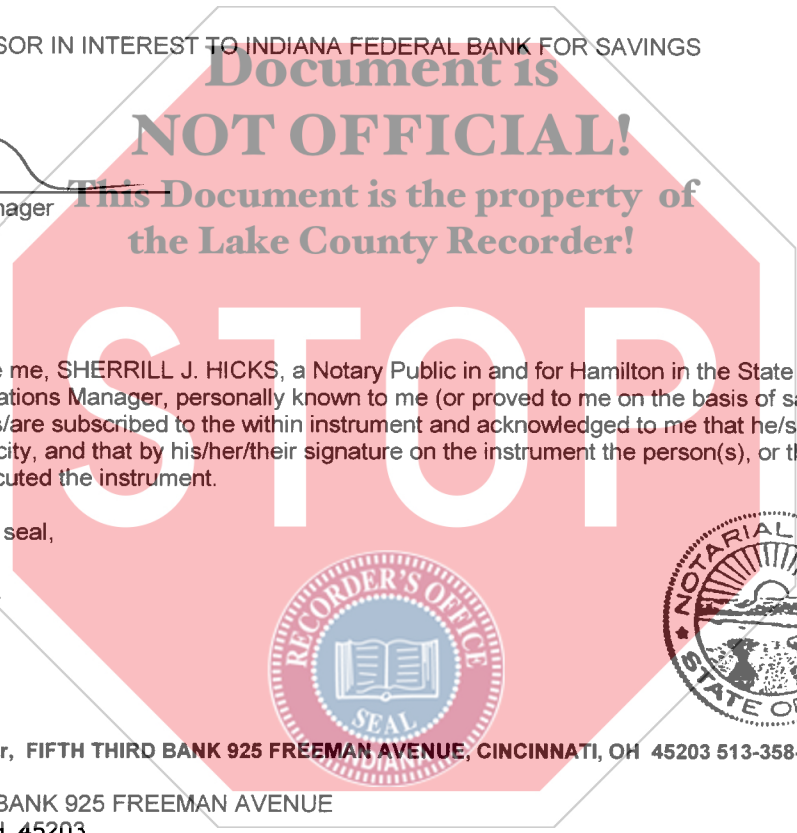 SOR IN INTEREST TO INDIANA FEDERAL BANK FOR SAVINGS
Document is
NOT OFFICIAL!
This Document is the property of
nager
the Lake County Recorder!
STOP
e me, SHERRILL J. HICKS, a Notary Public in and for Hamilton in the State
ations Manager, personally known to me (or proved to me on the basis of sa
s/are subscribed to the within instrument and acknowledged to me that he/s
city, and that by his/her/their signature on the instrument the person(s), or th
cuted the instrument.
seal,
NOTARIAL
STATE OF
RECORDER'S OFFICE
SEAL
INDIANA
r, FIFTH THIRD BANK 925 FREEMAN AVENUE, CINCINNATI, OH 45203 513-358-
BANK 925 FREEMAN AVENUE
H 45203